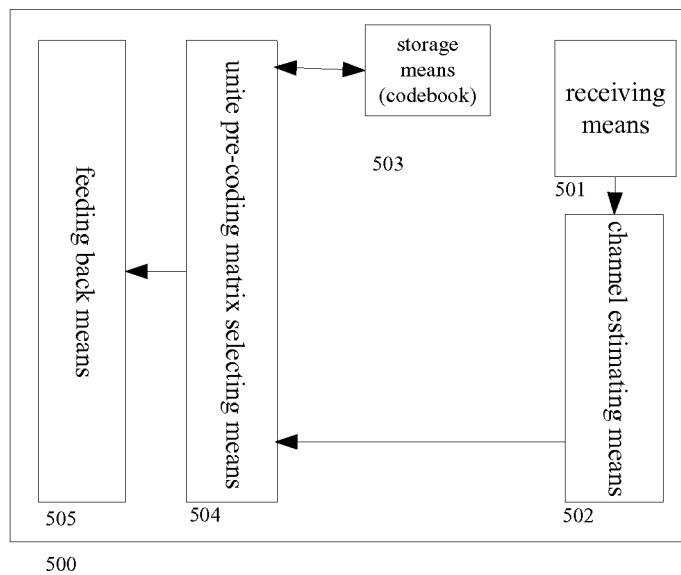 storage
means
(codebook)
503
receiving
means
501
channel estimating means
502
unite pre-coding matrix selecting means
504
feeding back means
505
500